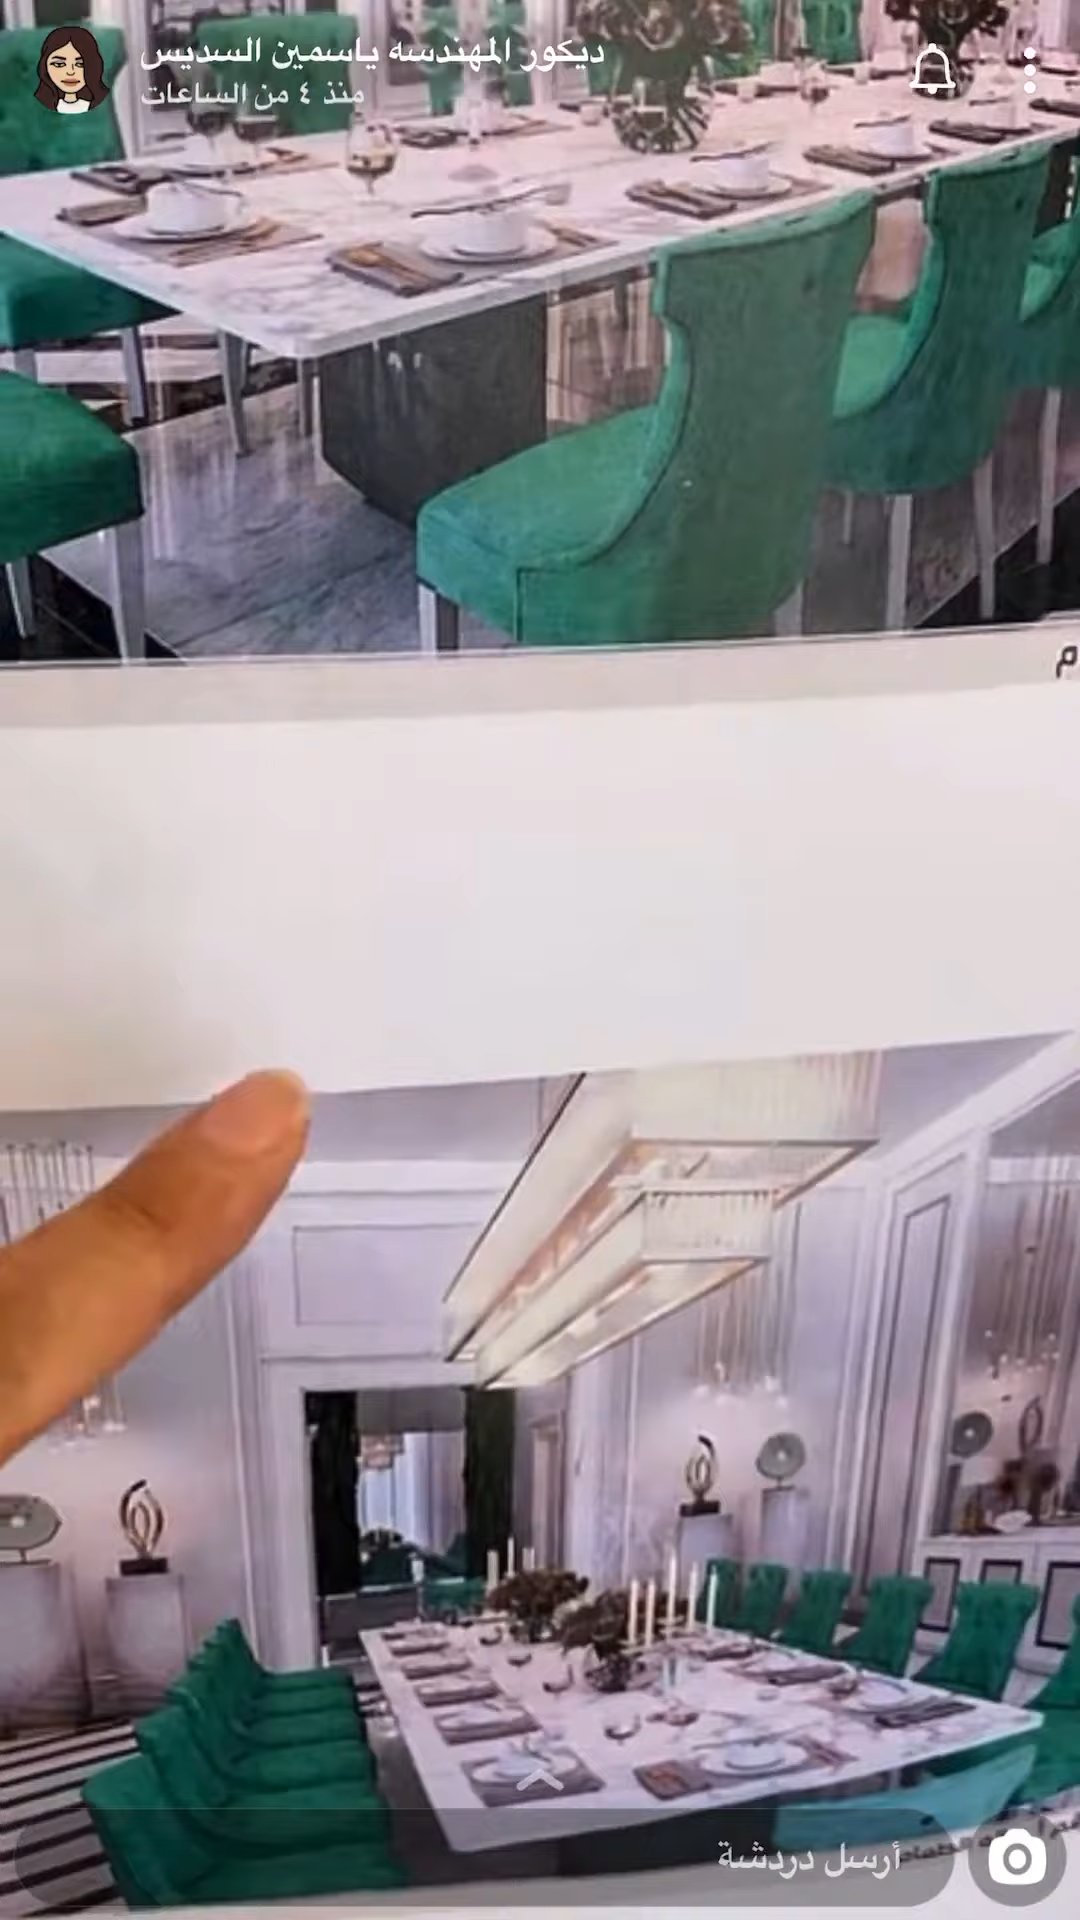 ديكور المهندسه ياسمين السديس
منذ ٤ من الساعات
م
أرسل دردشة